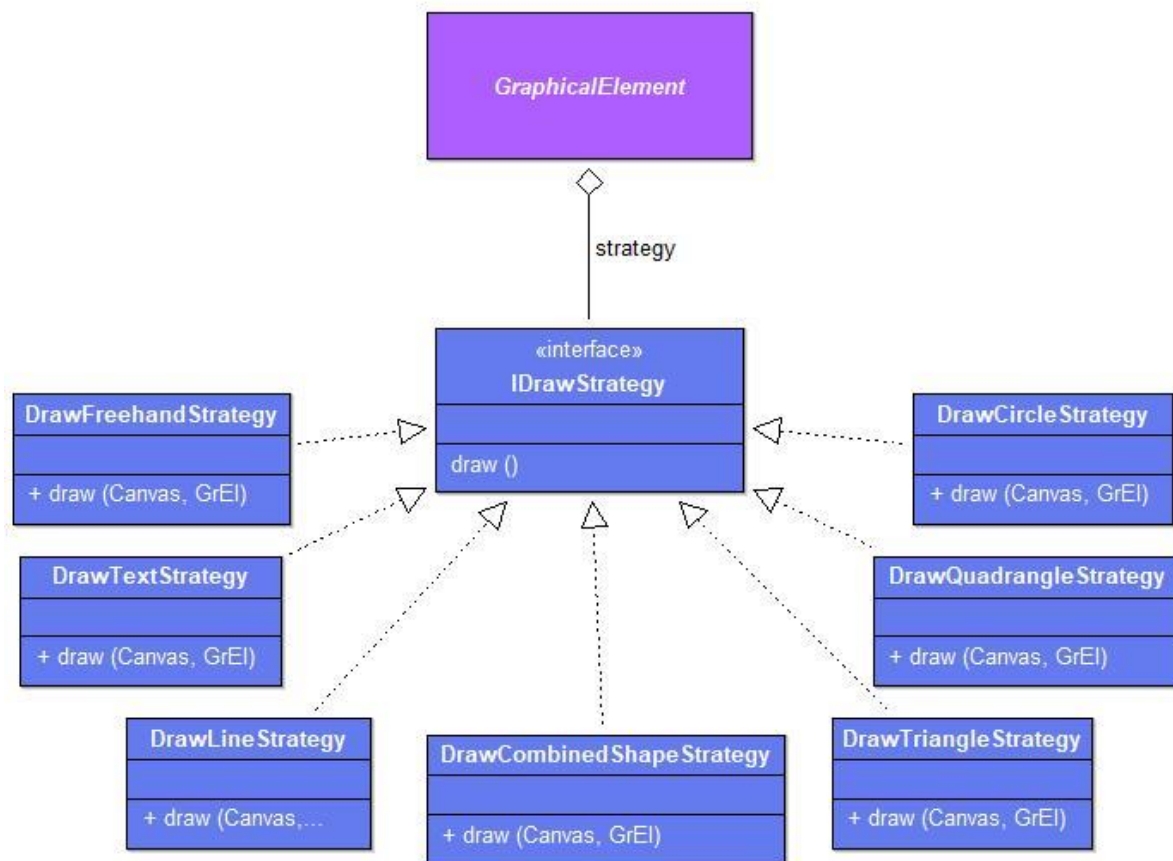 GraphicalElement
strategy
«interface»
IDrawStrategy
draw ()
DrawFreehandStrategy
+ draw (Canvas, GrEl)
DrawCircleStrategy
+ draw (Canvas, GrEl)
DrawTextStrategy
+ draw (Canvas, GrEl)
DrawQuadrangleStrategy
+ draw (Canvas, GrEl)
DrawLineStrategy
+ draw (Canvas,...
DrawCombinedShapeStrategy
+ draw (Canvas, GrEl)
DrawTriangleStrategy
+ draw (Canvas, GrEl)